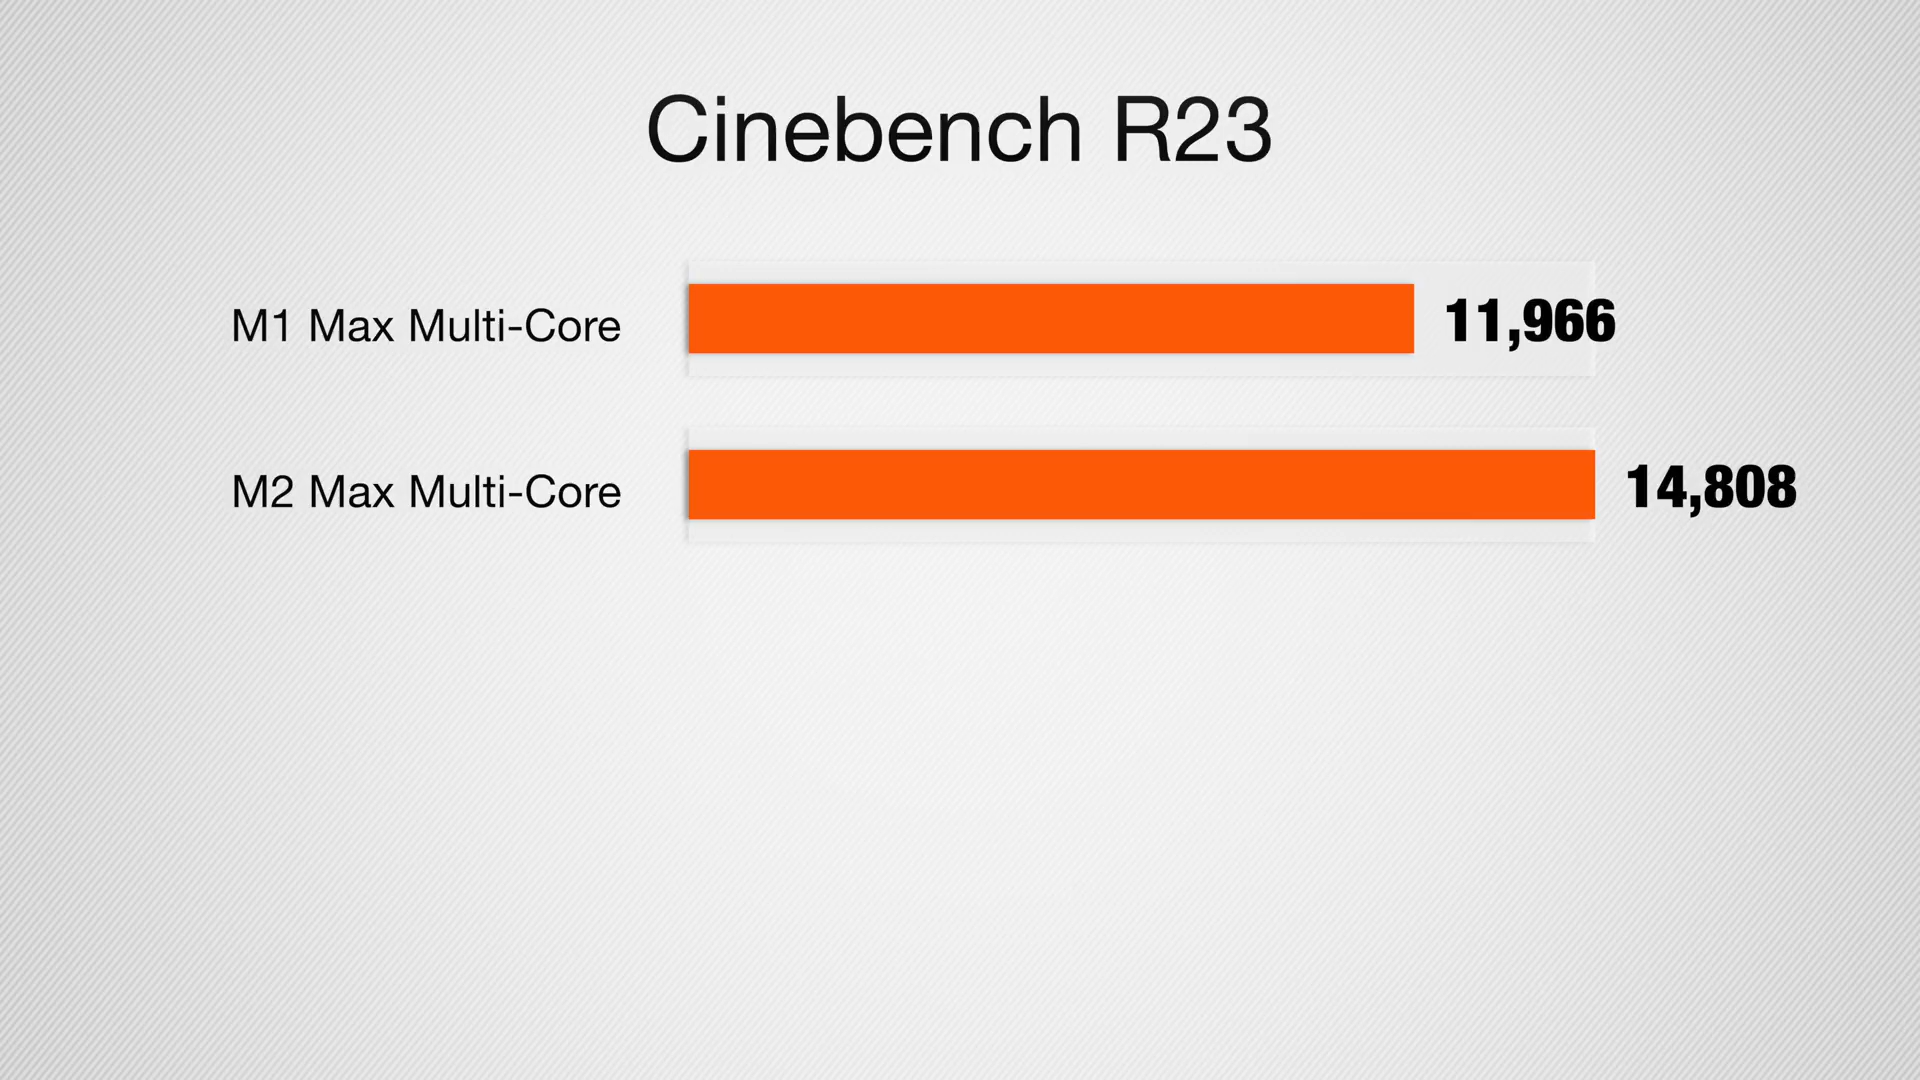 Cinebench R23
M1 Max Multi-Core 11,966
M2 Max Multi-Core 14,808